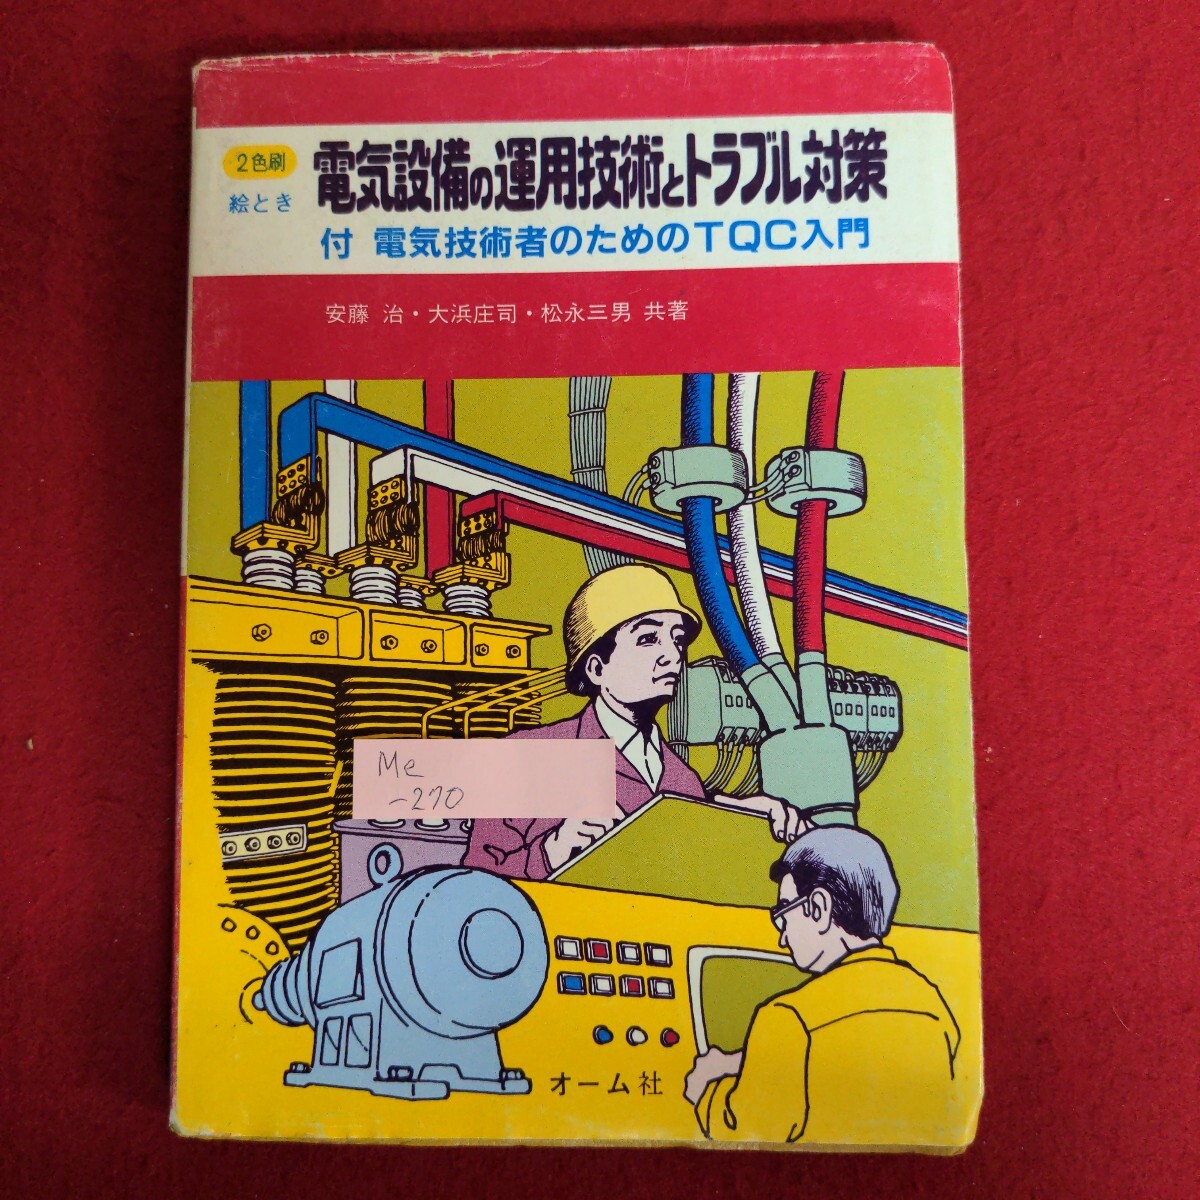 2色刷
絵とき
電気設備の運用技術とトラブル対策
付 電気技術者のためのTQC入門
安藤 治・大浜庄司・松永三男 共著
Me
-270
オーム社